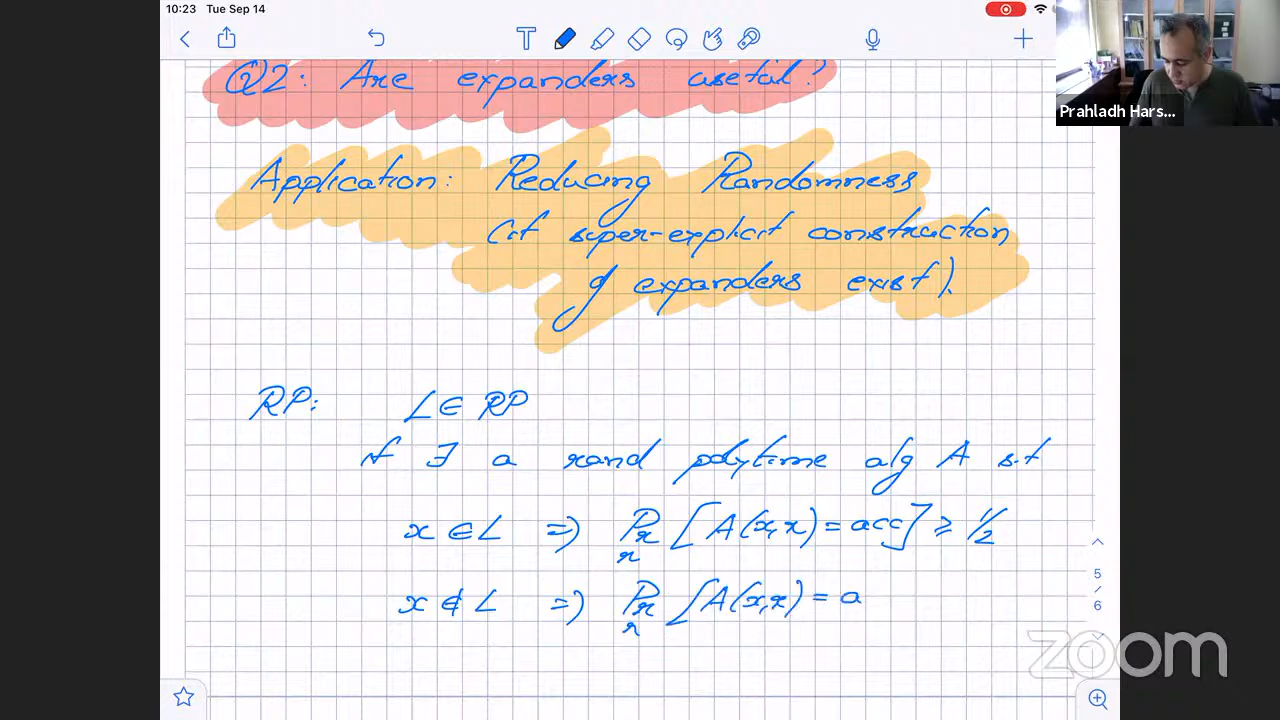 10:23 Tue Sep 14
Prahladh Hars...
Q2: Are expanders useful?
Application: Reducing Randomness
(if super-explicit construction
of expanders exist).
RP: L ∈ RP
if ∃ a rand polytime alg A s.t
x ∈ L => Pr_r [A(x,r) = acc] ≥ 1/2
x ∉ L => Pr_r [A(x,r) = a
5
/
6
zoom